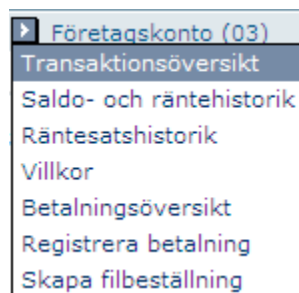 Företagskonto (03)
Transaktionsöversikt
Saldo- och räntehistorik
Räntesatshistorik
Villkor
Betalningsöversikt
Registrera betalning
Skapa filbeställning